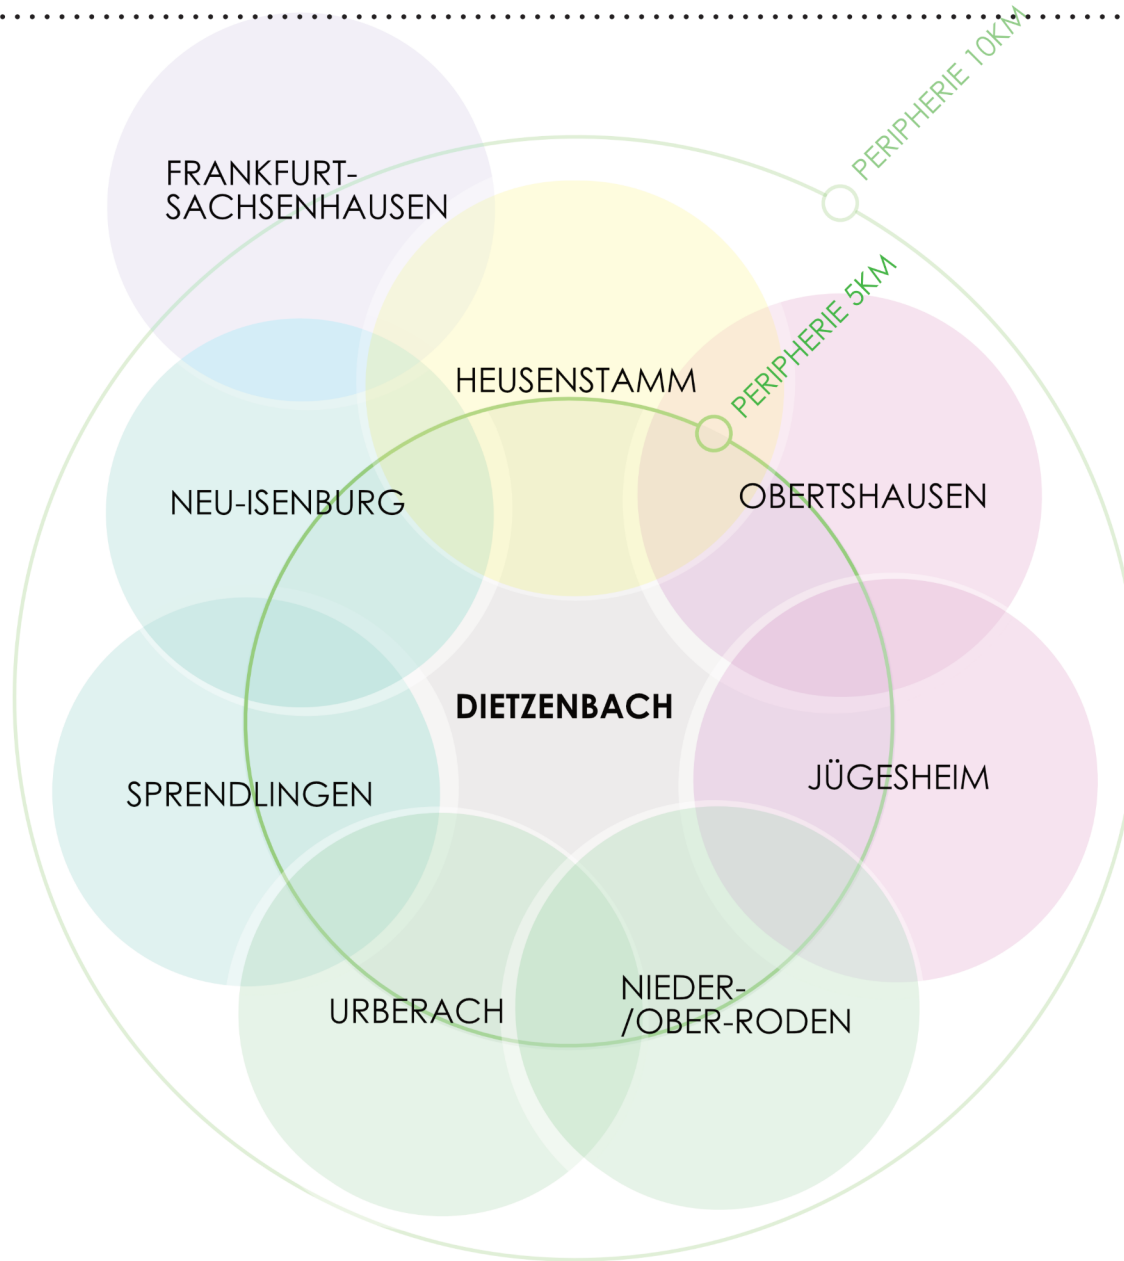 PERIPHERIE 10KM
FRANKFURT-
SACHSENHAUSEN
PERIPHERIE 5KM
HEUSENSTAMM
NEU-ISENBURG
OBERTSHAUSEN
DIETZENBACH
JÜGESHEIM
SPRENDLINGEN
URBERACH
NIEDER-
/OBER-RODEN